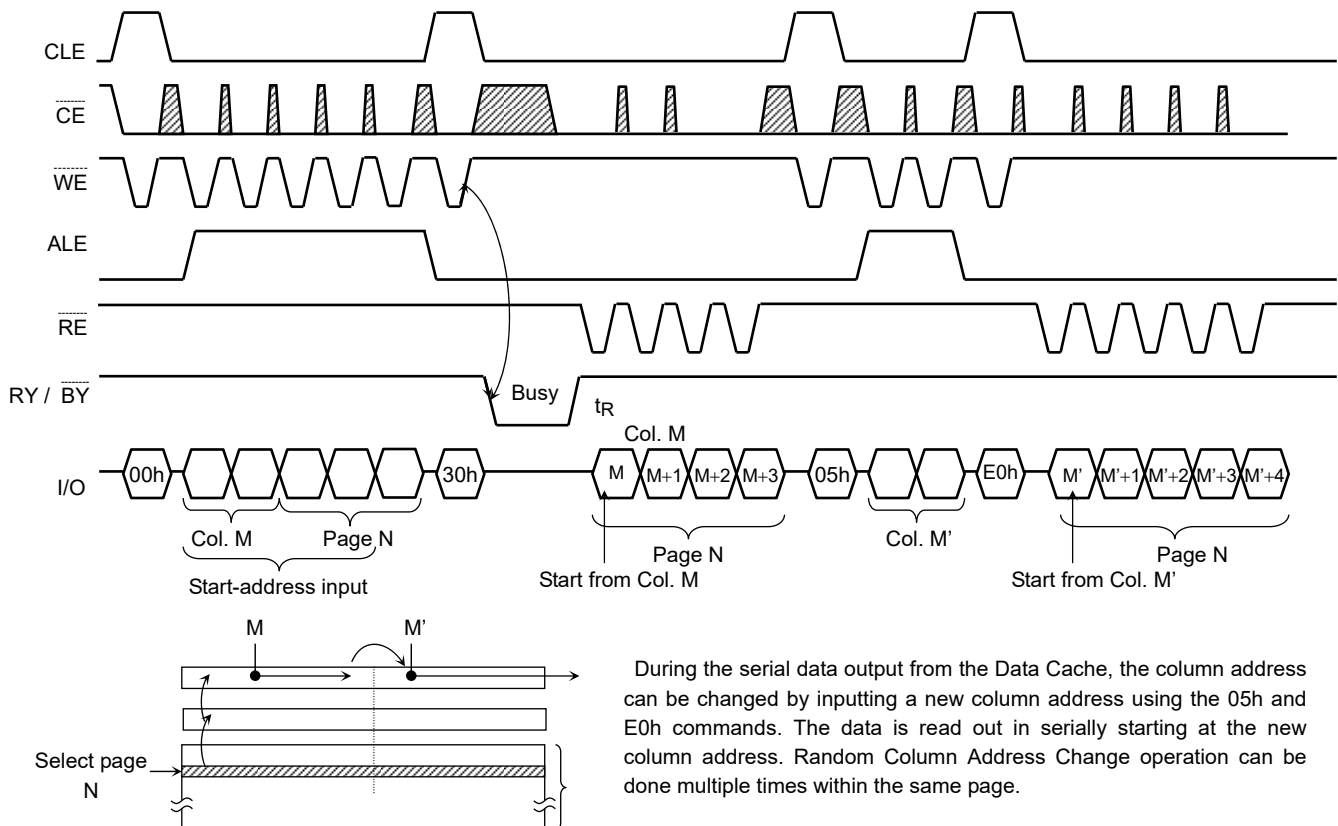 CLE
CE
WE
ALE
RE
RY / BY
Busy
tR
Col. M
I/O
00h
30h
M
M+1
M+2
M+3
05h
E0h
M'
M'+1
M'+2
M'+3
M'+4
Col. M
Page N
Start-address input
Page N
Start from Col. M
Col. M’
Page N
Start from Col. M’
M
M’
Select page
N
During the serial data output from the Data Cache, the column address
can be changed by inputting a new column address using the 05h and
E0h commands. The data is read out in serially starting at the new
column address. Random Column Address Change operation can be
done multiple times within the same page.